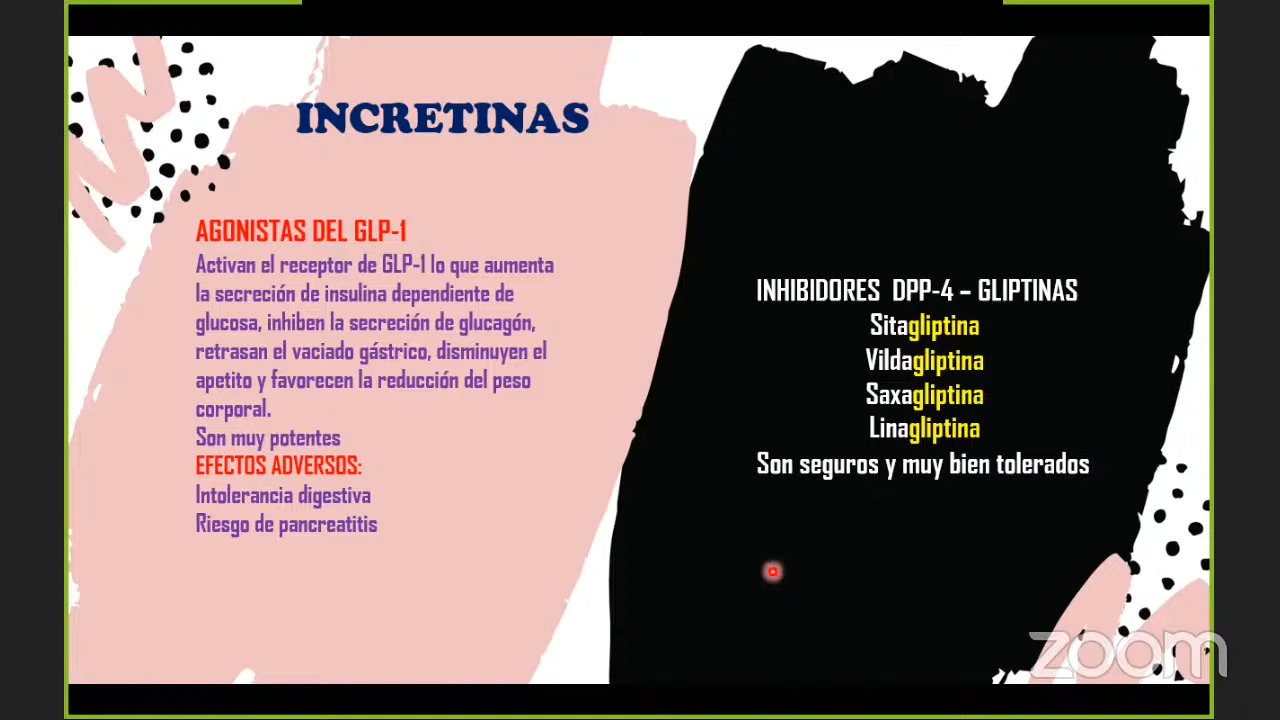 INCRETINAS
AGONISTAS DEL GLP-1
Activan el receptor de GLP-1 lo que aumenta
la secreción de insulina dependiente de
glucosa, inhiben la secreción de glucagón,
retrasan el vaciado gástrico, disminuyen el
apetito y favorecen la reducción del peso
corporal.
Son muy potentes
EFECTOS ADVERSOS:
Intolerancia digestiva
Riesgo de pancreatitis
INHIBIDORES DPP-4 – GLIPTINAS
Sitagliptina
Vildagliptina
Saxagliptina
Linagliptina
Son seguros y muy bien tolerados
zoom